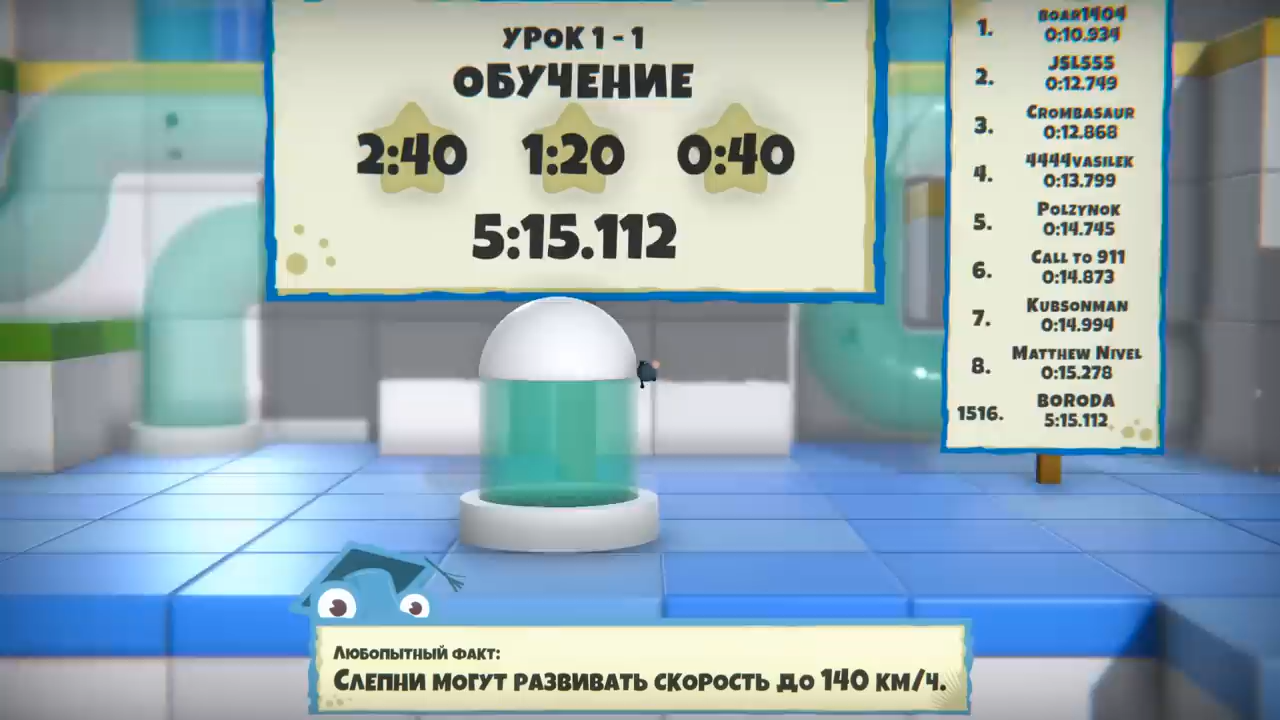 УРОК 1 - 1
ОБУЧЕНИЕ
2:40 1:20 0:40
5:15.112
1. ROAR1404
0:10.934
2. JSL555
0:12.749
3. CROMBASAUR
0:12.868
4. 4444VASILEK
0:13.799
5. POLZYNOK
0:14.745
6. CALL TO 911
0:14.873
7. KUBSONMAN
0:14.994
8. MATTHEW NIVEL
0:15.278
1516. BORODA
5:15.112
ЛЮБОПЫТНЫЙ ФАКТ:
СЛЕПНИ МОГУТ РАЗВИВАТЬ СКОРОСТЬ ДО 140 КМ/Ч.